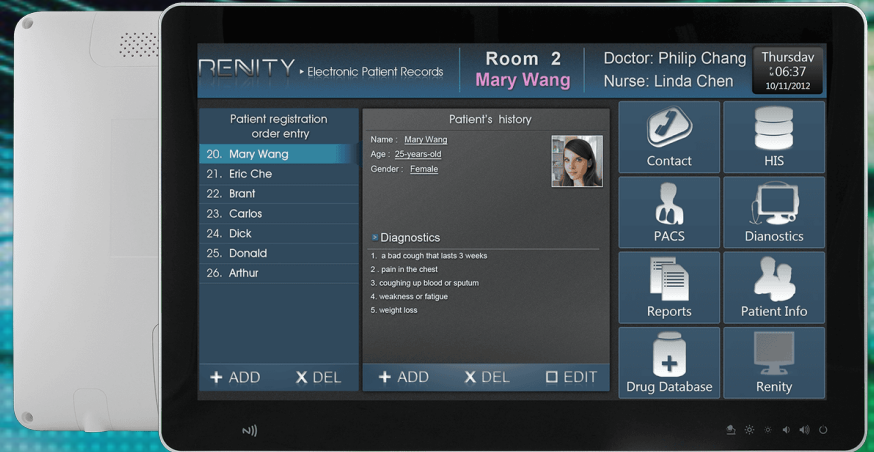 RENITY ▸ Electronic Patient Records
Room 2
Mary Wang
Doctor: Philip Chang
Nurse: Linda Chen
Thursday
06:37
10/11/2012
Patient registration
order entry
20. Mary Wang
21. Eric Che
22. Brant
23. Carlos
24. Dick
25. Donald
26. Arthur
+ ADD X DEL
Patient's history
Name : Mary Wang
Age : 25-years-old
Gender : Female
Diagnostics
1. a bad cough that lasts 3 weeks
2 . pain in the chest
3. coughing up blood or sputum
4. weakness or fatigue
5. weight loss
+ ADD X DEL EDIT
Contact
HIS
PACS
Dianostics
Reports
Patient Info
Drug Database
Renity